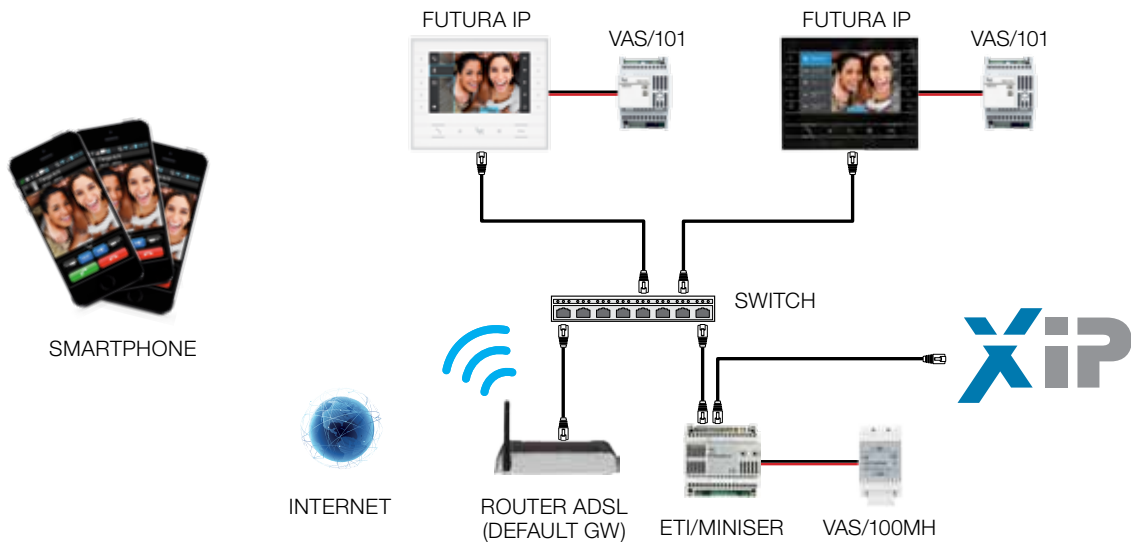 FUTURA IP
VAS/101
FUTURA IP
VAS/101
SMARTPHONE
SWITCH
XiP
INTERNET
ROUTER ADSL
(DEFAULT GW)
ETI/MINISER
VAS/100MH